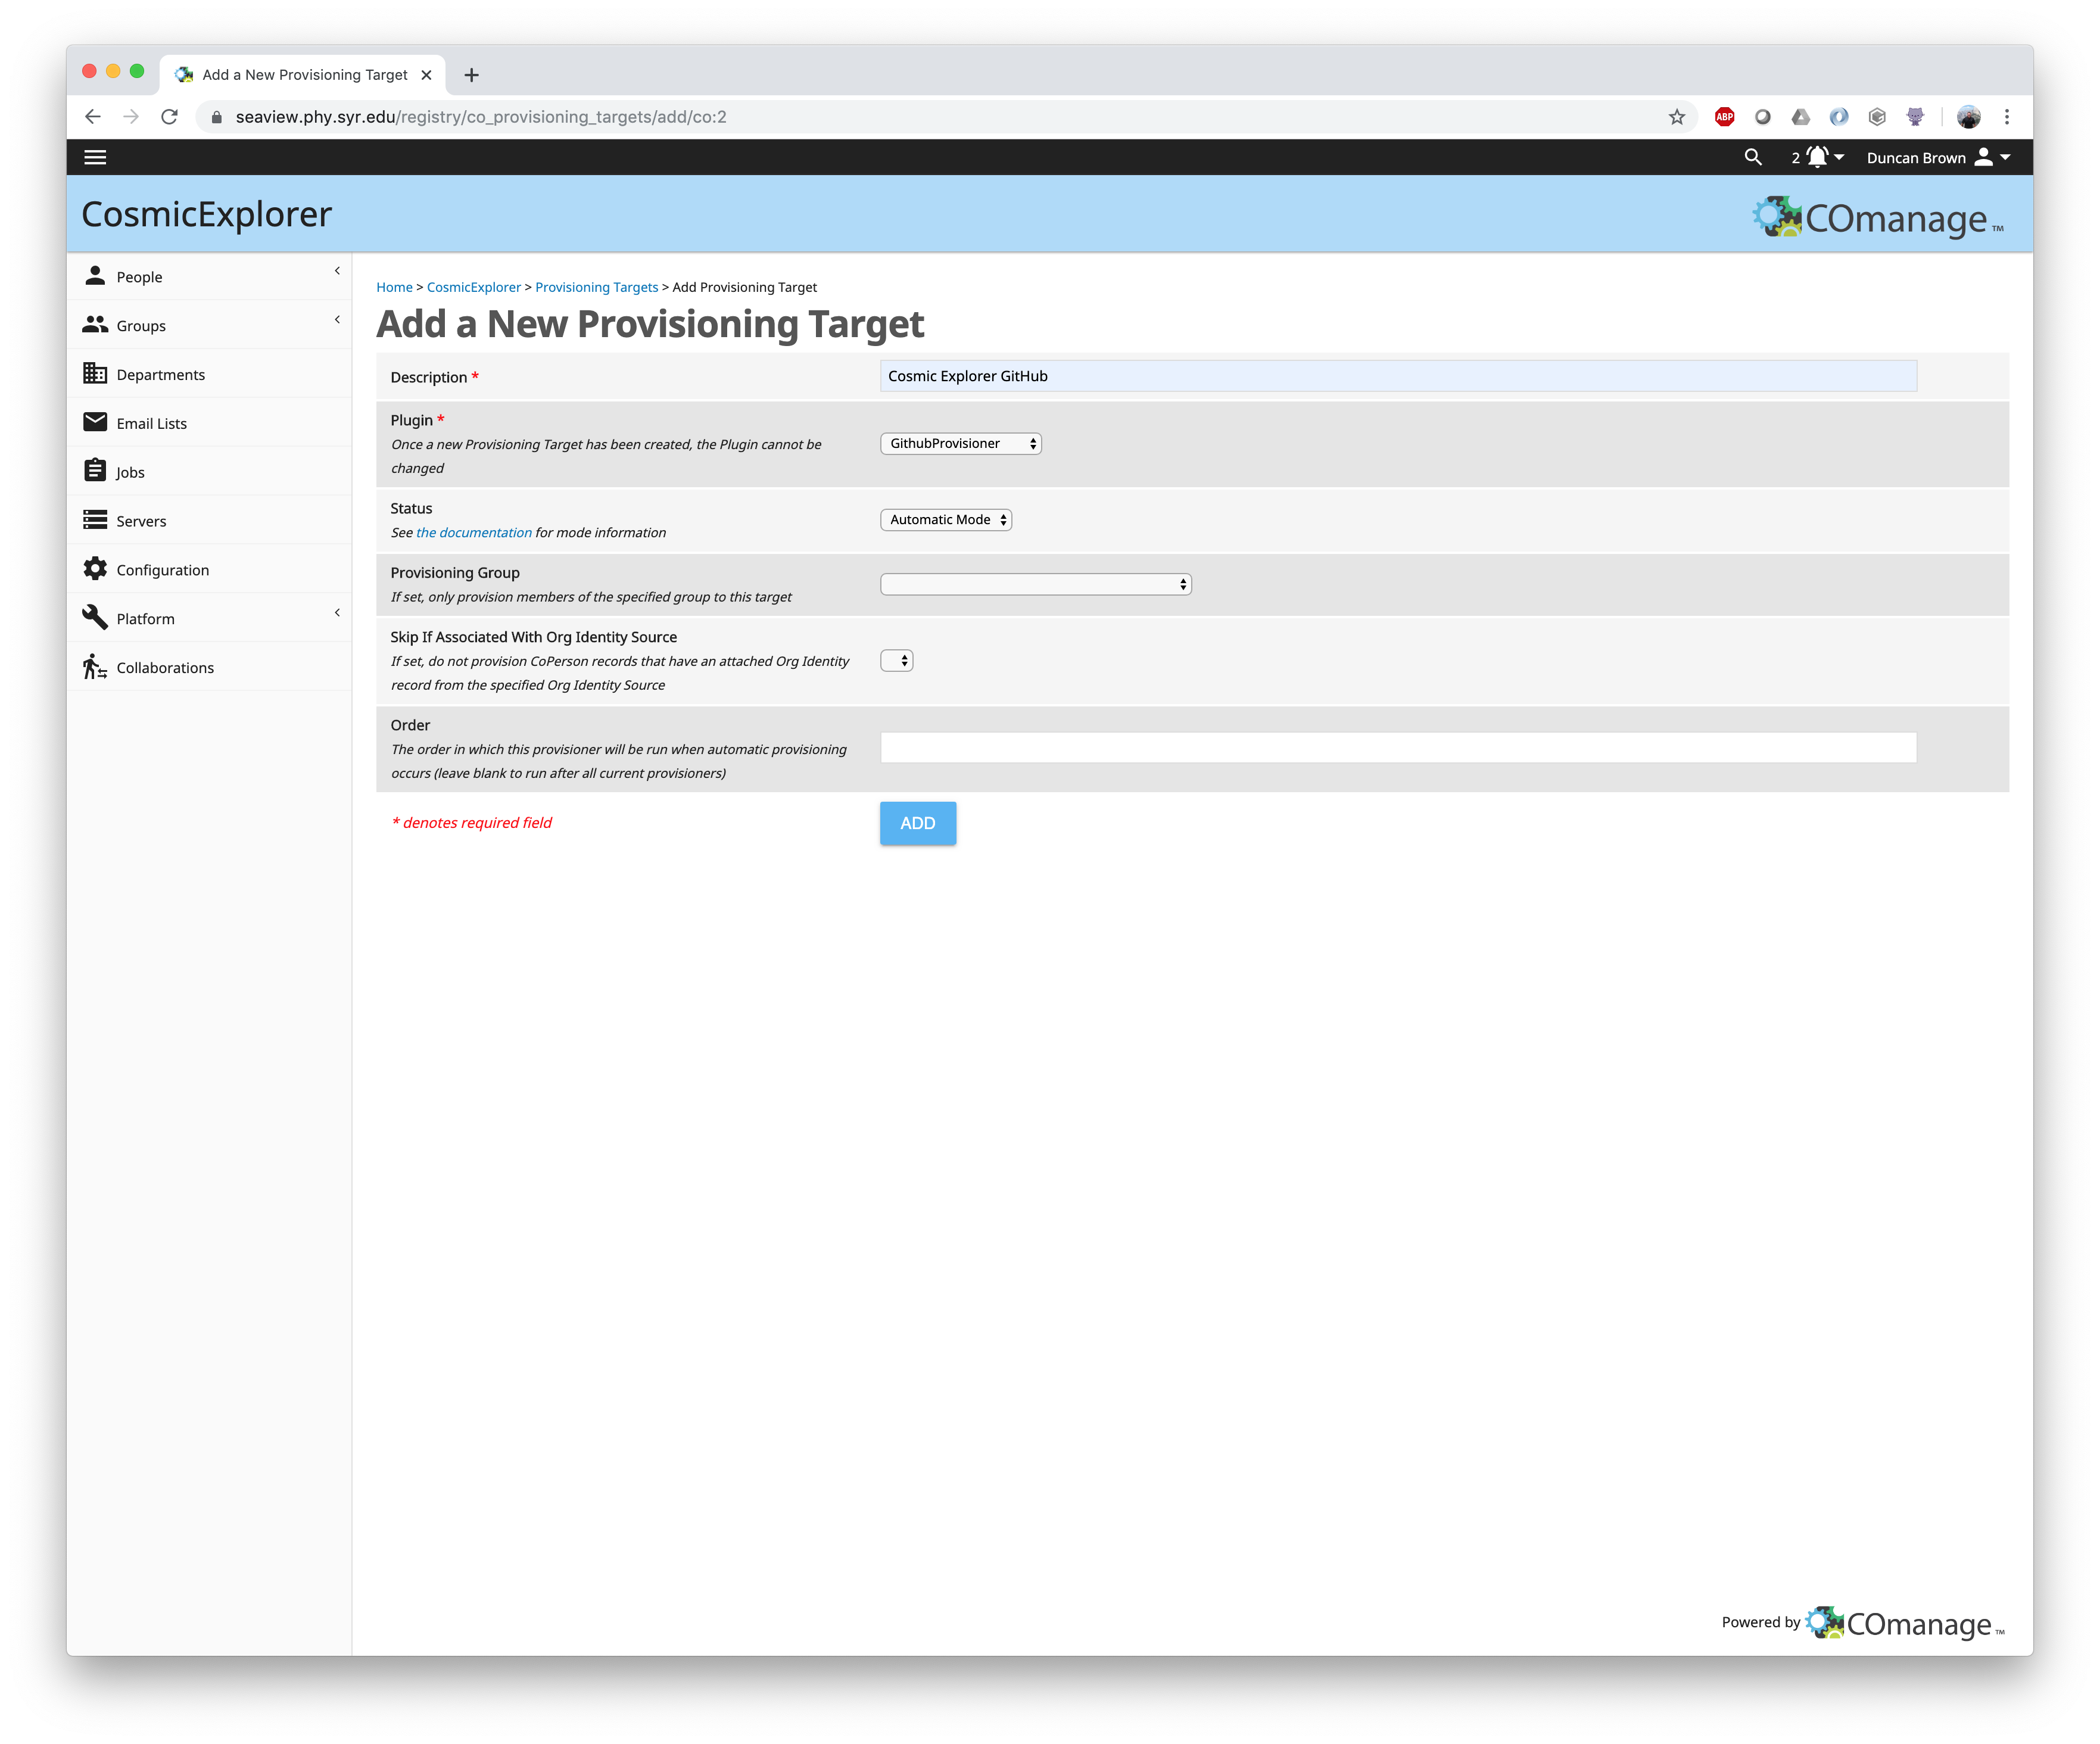 Add a New Provisioning Target
seaview.phy.syr.edu/registry/co_provisioning_targets/add/co:2
ABP
2
Duncan Brown
CosmicExplorer
COmanage TM
People
Groups
Departments
Email Lists
Jobs
Servers
Configuration
Platform
Collaborations
Home > CosmicExplorer > Provisioning Targets > Add Provisioning Target
Add a New Provisioning Target
Description *
Cosmic Explorer GitHub
Plugin *
Once a new Provisioning Target has been created, the Plugin cannot be
changed
GithubProvisioner
Status
See the documentation for mode information
Automatic Mode
Provisioning Group
If set, only provision members of the specified group to this target
Skip If Associated With Org Identity Source
If set, do not provision CoPerson records that have an attached Org Identity
record from the specified Org Identity Source
Order
The order in which this provisioner will be run when automatic provisioning
occurs (leave blank to run after all current provisioners)
* denotes required field
ADD
Powered by COmanage TM